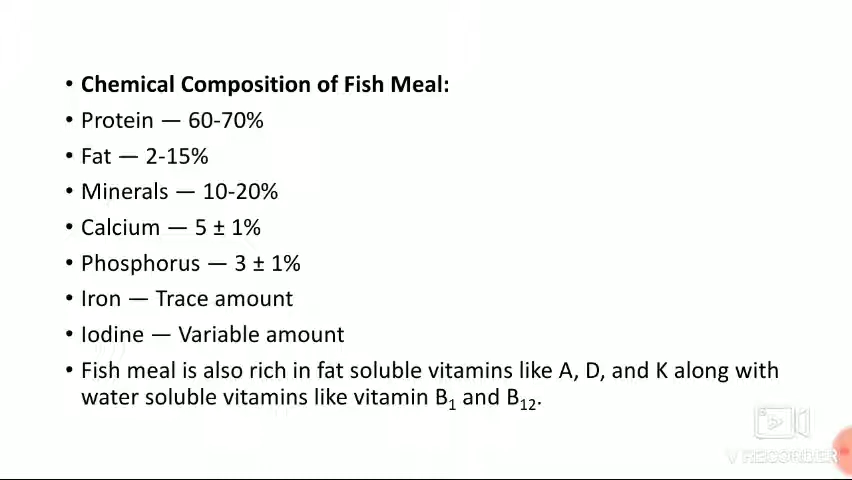 • Chemical Composition of Fish Meal:
• Protein — 60-70%
• Fat — 2-15%
• Minerals — 10-20%
• Calcium — 5 ± 1%
• Phosphorus — 3 ± 1%
• Iron — Trace amount
• Iodine — Variable amount
• Fish meal is also rich in fat soluble vitamins like A, D, and K along with
water soluble vitamins like vitamin B₁ and B₁₂.
V RECORDER